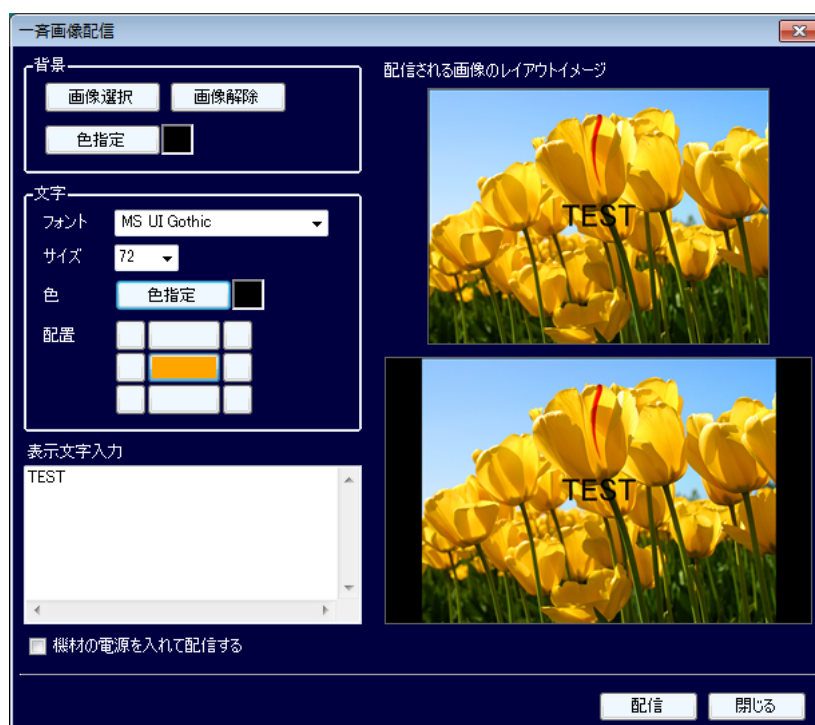 一斉画像配信
背景
画像選択
画像解除
色指定
文字
フォント
MS UI Gothic
サイズ
72
色
色指定
配置
表示文字入力
TEST
機材の電源を入れて配信する
配信される画像のレイアウトイメージ
TEST
TEST
配信
閉じる